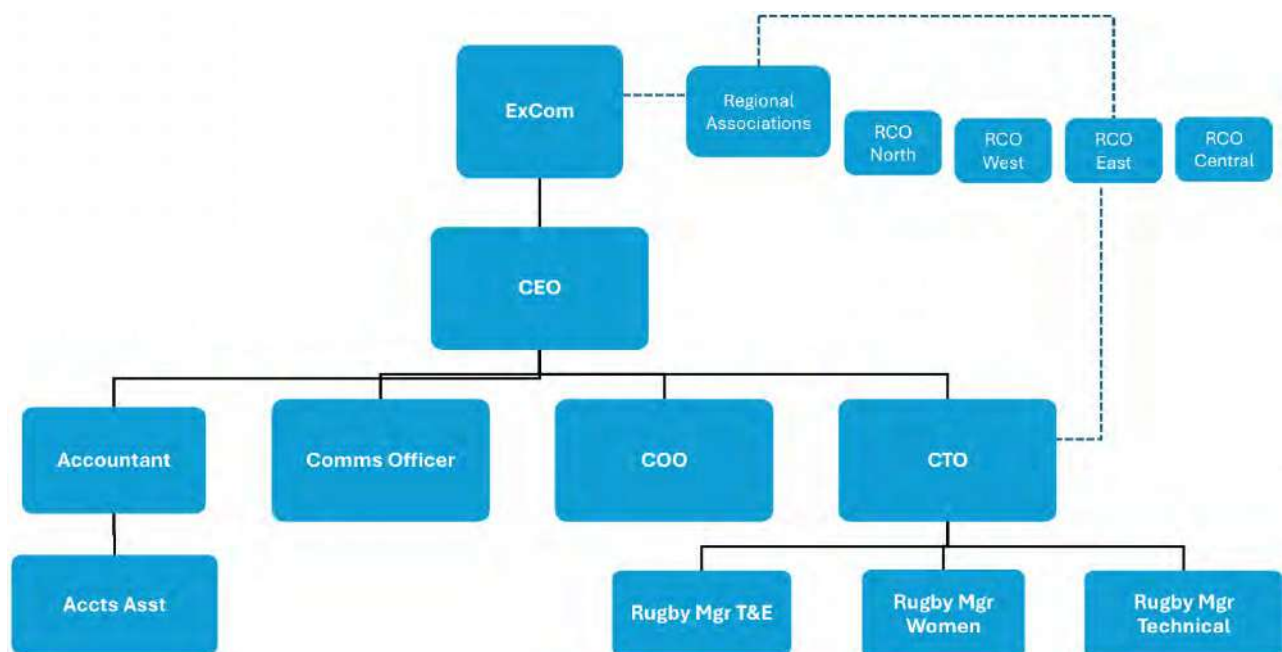 ExCom
Regional
Associations
RCO
North
RCO
West
RCO
East
RCO
Central
CEO
Accountant
Comms Officer
COO
CTO
Accts Asst
Rugby Mgr T&E
Rugby Mgr
Women
Rugby Mgr
Technical